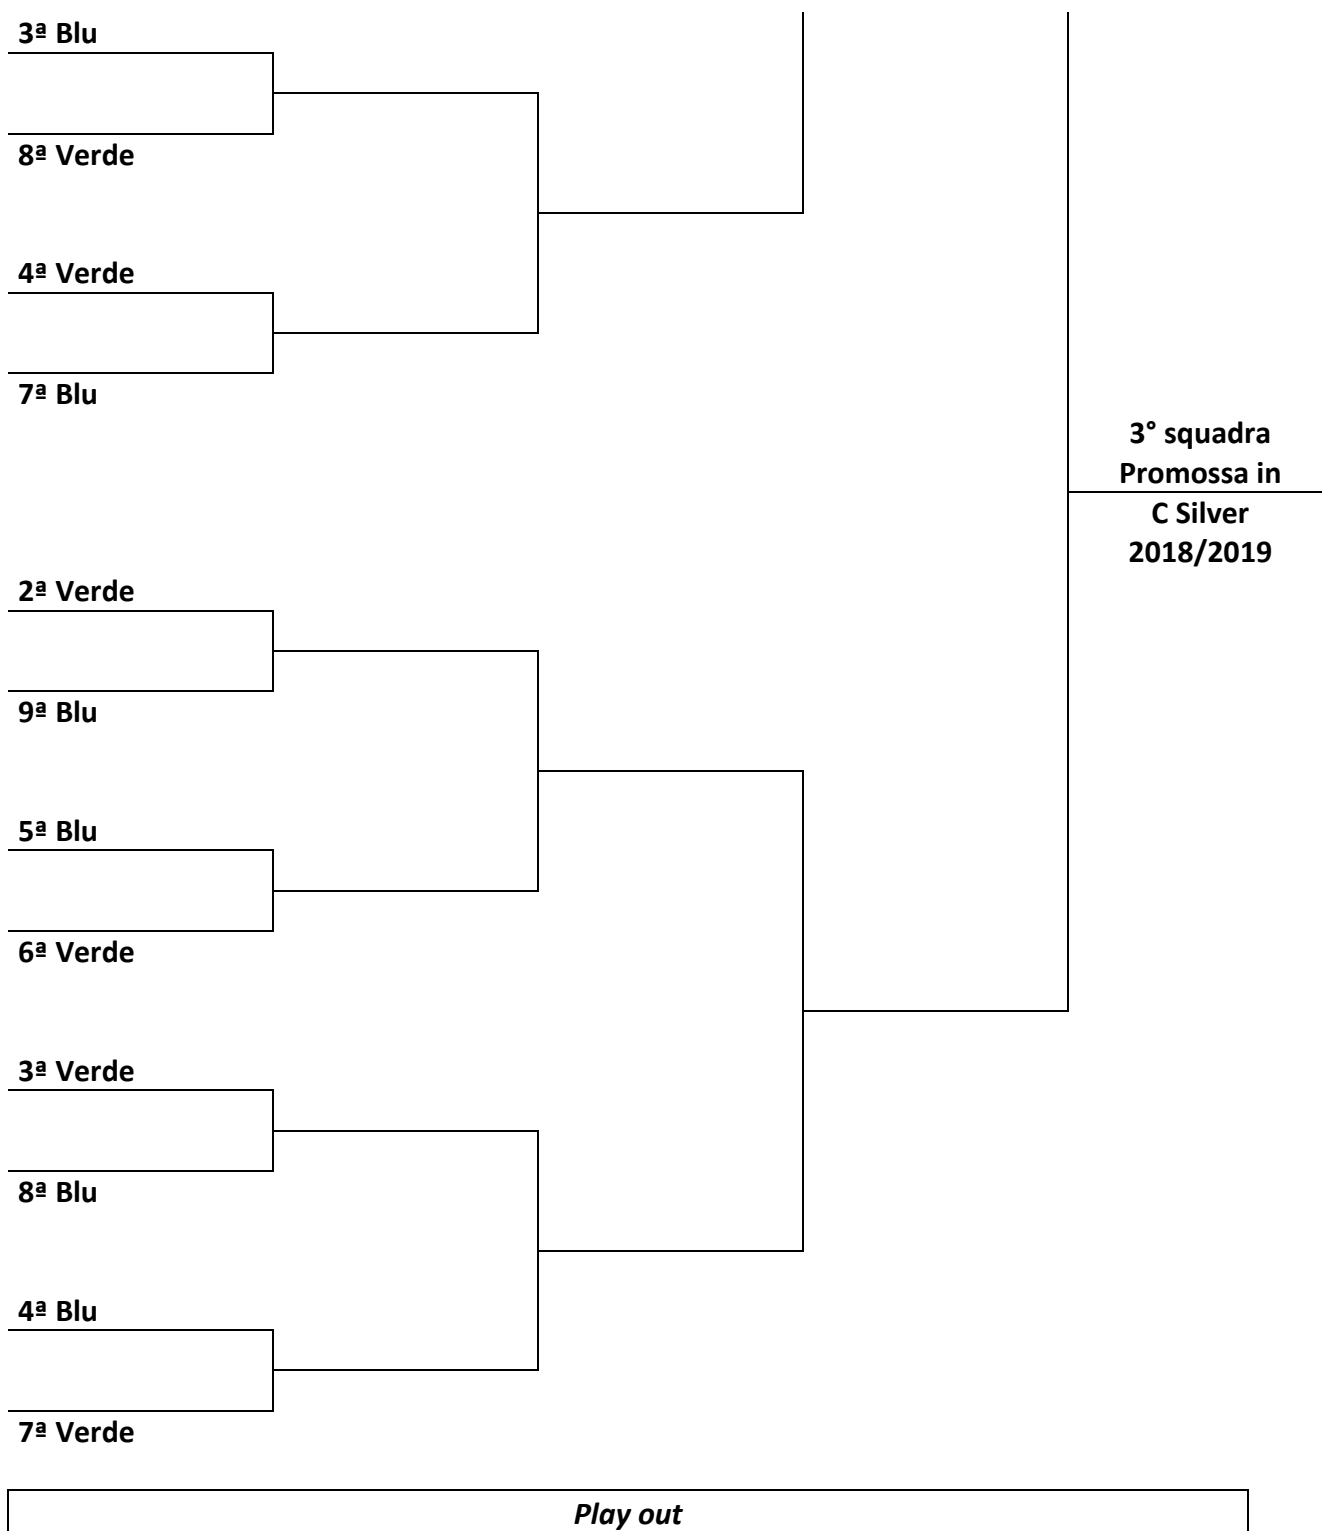 3ª Blu
8ª Verde
4ª Verde
7ª Blu
3° squadra
Promossa in
C Silver
2018/2019
2ª Verde
9ª Blu
5ª Blu
6ª Verde
3ª Verde
8ª Blu
4ª Blu
7ª Verde
Play out